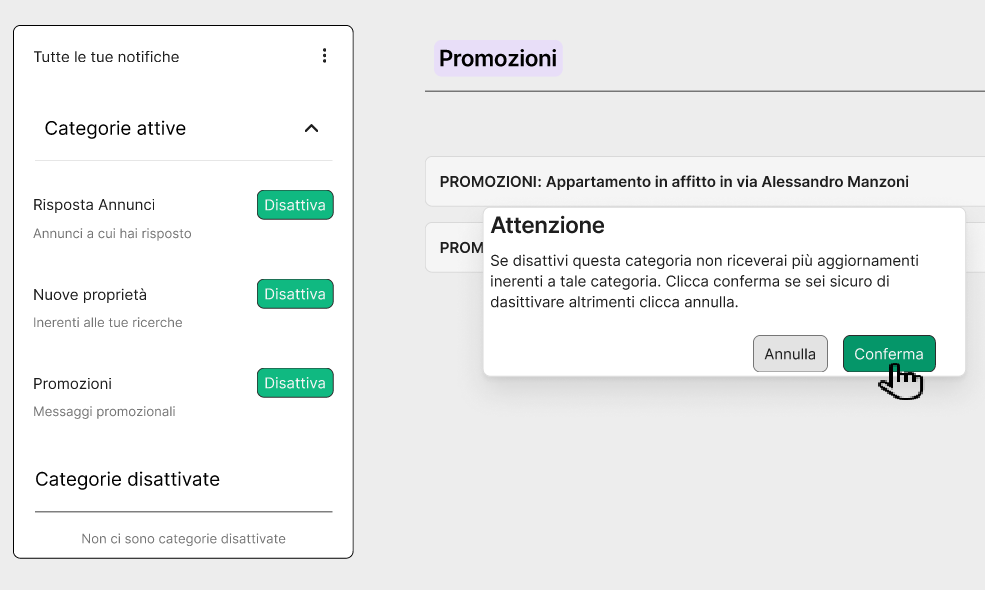 Tutte le tue notifiche
Categorie attive
Risposta Annunci
Disattiva
Annunci a cui hai risposto
Nuove proprietà
Disattiva
Inerenti alle tue ricerche
Promozioni
Disattiva
Messaggi promozionali
Categorie disattivate
Non ci sono categorie disattivate
Promozioni
PROMOZIONI: Appartamento in affitto in via Alessandro Manzoni
PROM
Attenzione
Se disattivi questa categoria non riceverai più aggiornamenti
inerenti a tale categoria. Clicca conferma se sei sicuro di
dasittivare altrimenti clicca annulla.
Annulla
Conferma